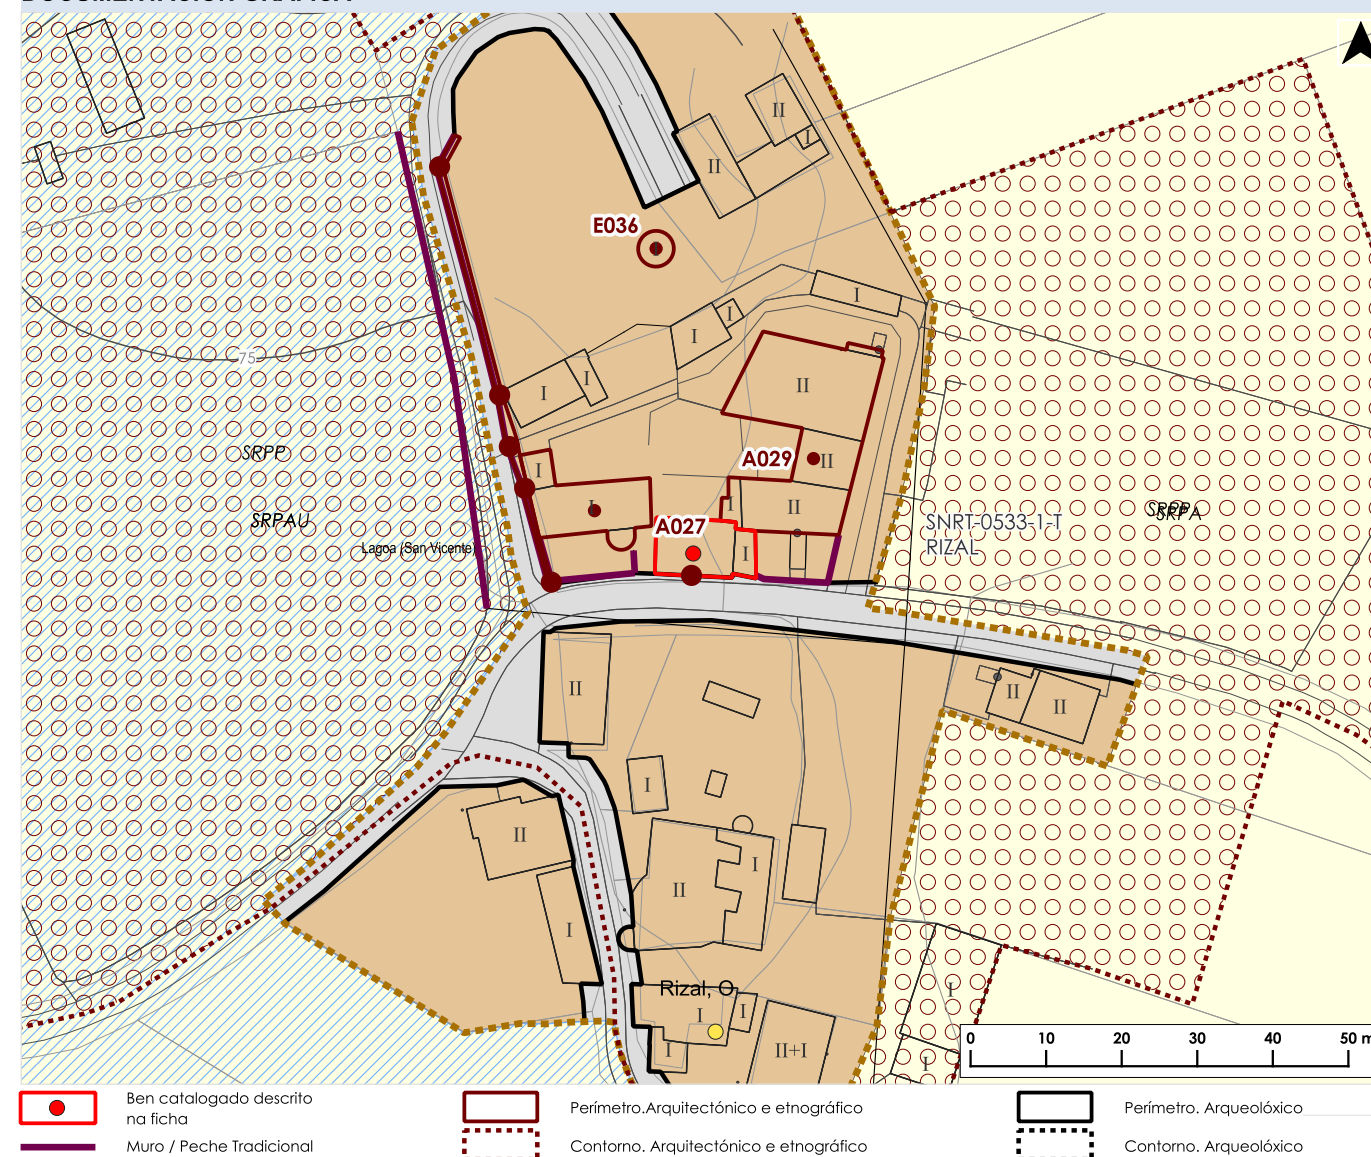 II
I
II
E036
I
I
I
75
I
I
II
SRPP
A029
II
I
I
II
SRPAU
A027
SRPA
SNRT-0533-1-T
Lagoa (San Vicente)
RIZAL
I
II
II
II
I
II
I
II
I
I
Rizal, O
I
I
I
II+I
I
0 10 20 30 40 50 m
Ben catalogado descrito
na ficha
Perímetro.Arquitectónico e etnográfico
Perímetro. Arqueolóxico
Muro / Peche Tradicional
Contorno. Arquitectónico e etnográfico
Contorno. Arqueolóxico